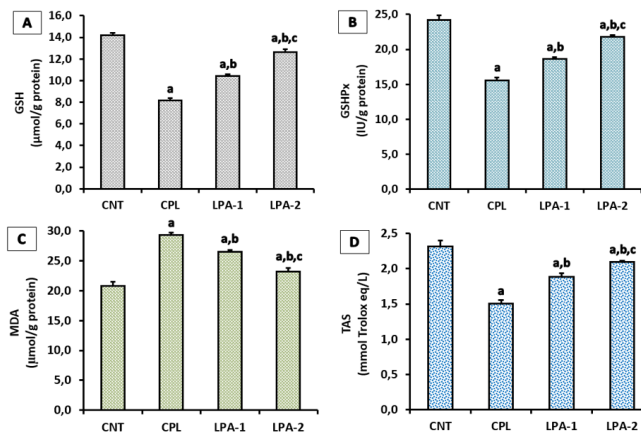 A
GSH
(μmol/g protein)
16,0
14,0
12,0
10,0
8,0
6,0
4,0
2,0
0,0
a
a,b
a,b,c
CNT CPL LPA-1 LPA-2
B
GSHPx
(IU/g protein)
25,0
20,0
15,0
10,0
5,0
0,0
a
a,b
a,b,c
CNT CPL LPA-1 LPA-2
C
MDA
(μmol/g protein)
30,0
25,0
20,0
15,0
10,0
5,0
0,0
a
a,b
a,b,c
CNT CPL LPA-1 LPA-2
D
TAS
(mmol Trolox eq/L)
2,5
2,0
1,5
1,0
0,5
0,0
a
a,b
a,b,c
CNT CPL LPA-1 LPA-2